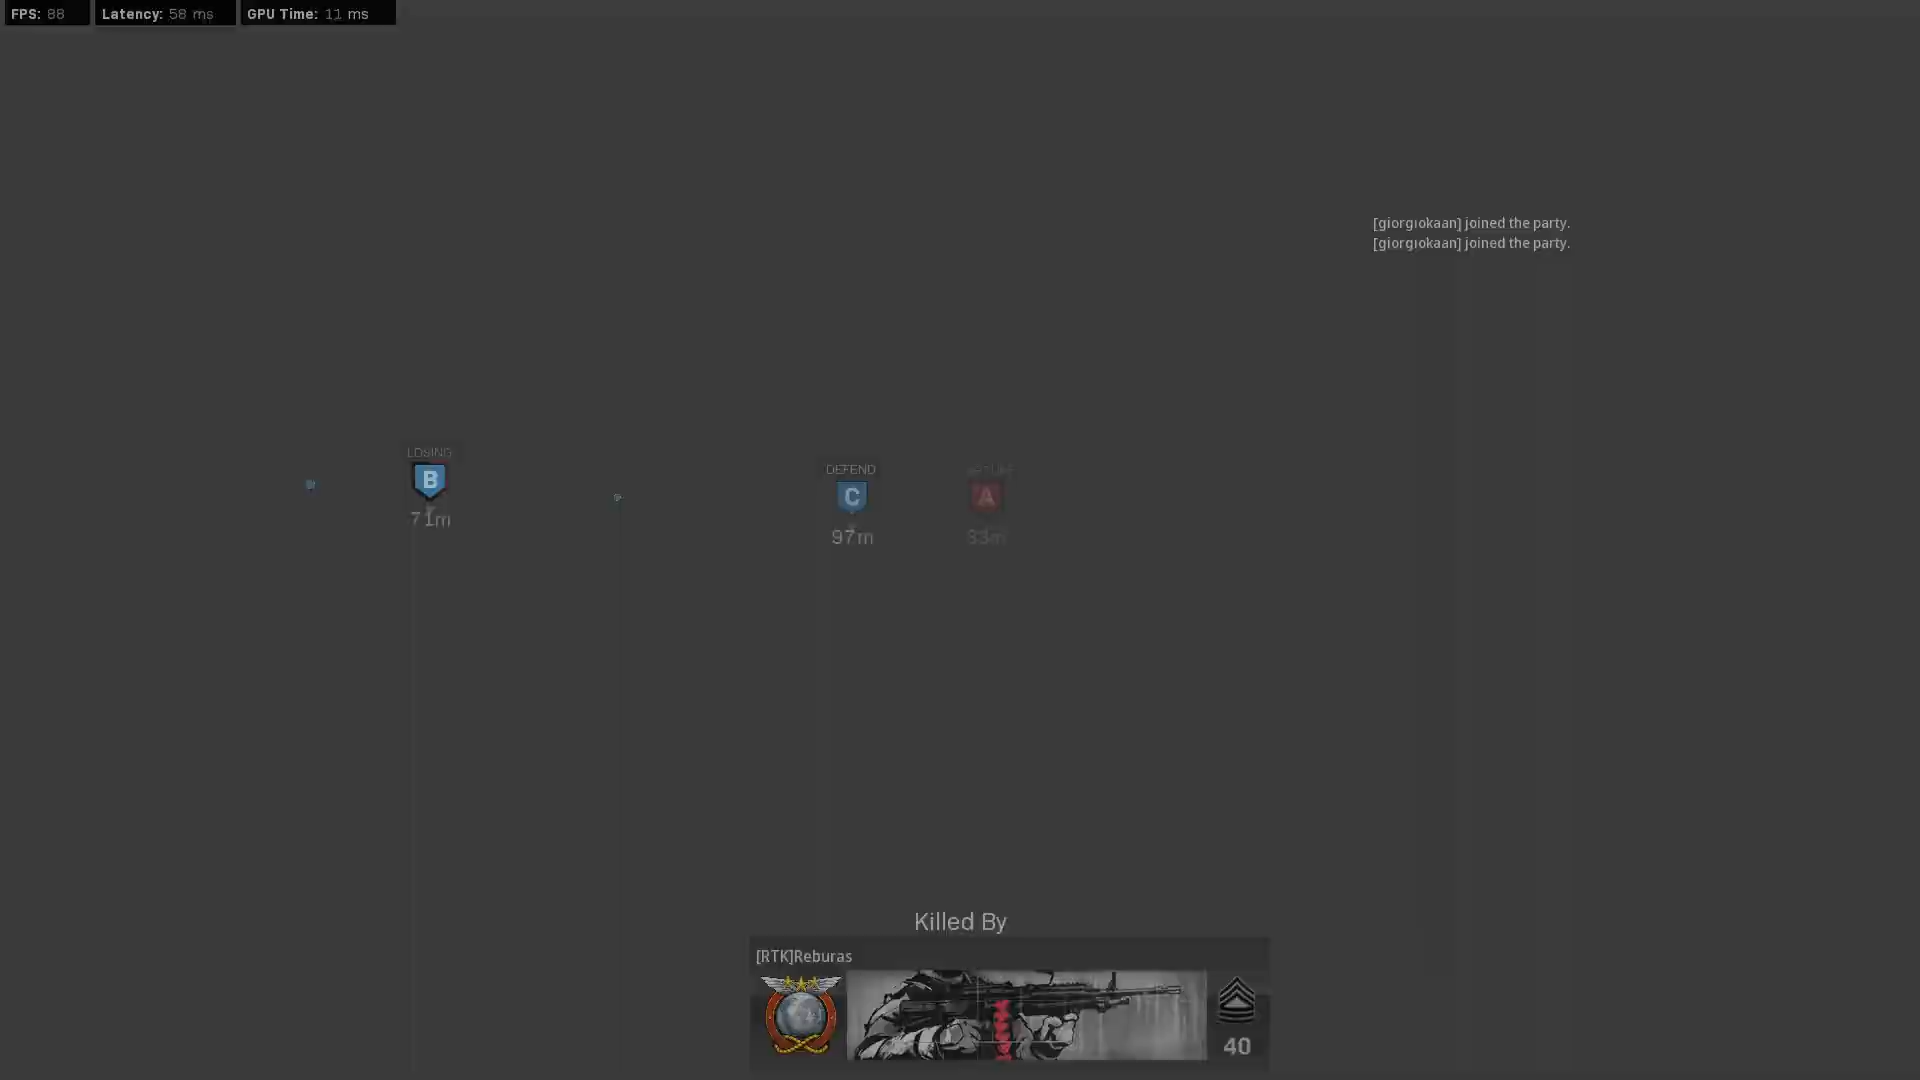 FPS: 88 Latency: 58 ms GPU Time: 11 ms
[giorgıokaan] joined the party.
[giorgıokaan] joined the party.
LOSING
B
71m
DEFEND
C
97m
A
Killed By
[RTK]Reburas
40